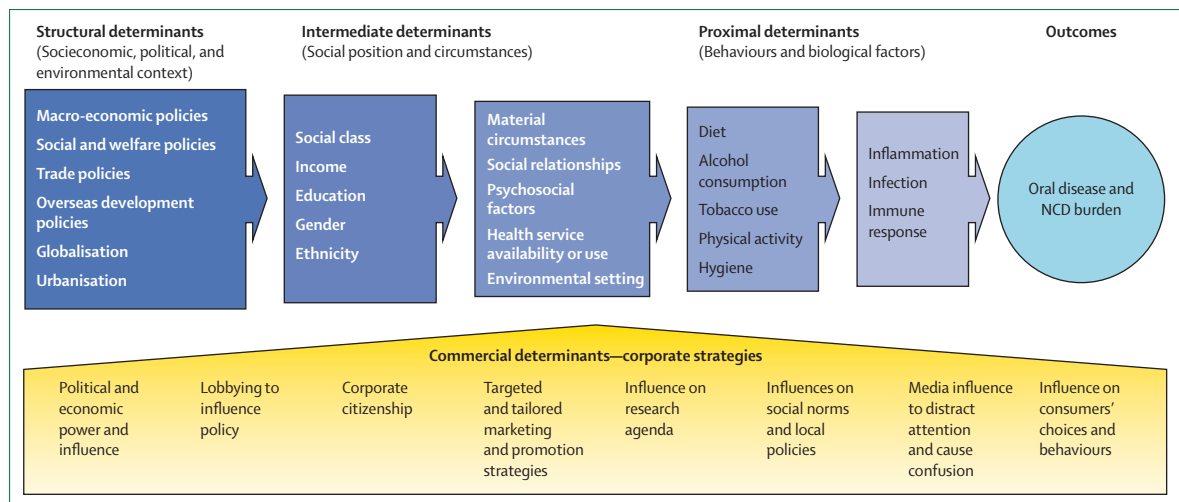 Structural determinants
(Socieconomic, political, and
environmental context)
Intermediate determinants
(Social position and circumstances)
Proximal determinants
(Behaviours and biological factors)
Outcomes
Macro-economic policies
Social and welfare policies
Trade policies
Overseas development
policies
Globalisation
Urbanisation
Social class
Income
Education
Gender
Ethnicity
Material
circumstances
Social relationships
Psychosocial
factors
Health service
availability or use
Environmental setting
Diet
Alcohol
consumption
Tobacco use
Physical activity
Hygiene
Inflammation
Infection
Immune
response
Oral disease and
NCD burden
Commercial determinants—corporate strategies
Political and
economic
power and
influence
Lobbying to
influence
policy
Corporate
citizenship
Targeted
and tailored
marketing
and promotion
strategies
Influence on
research
agenda
Influences on
social norms
and local
policies
Media influence
to distract
attention
and cause
confusion
Influence on
consumers’
choices and
behaviours